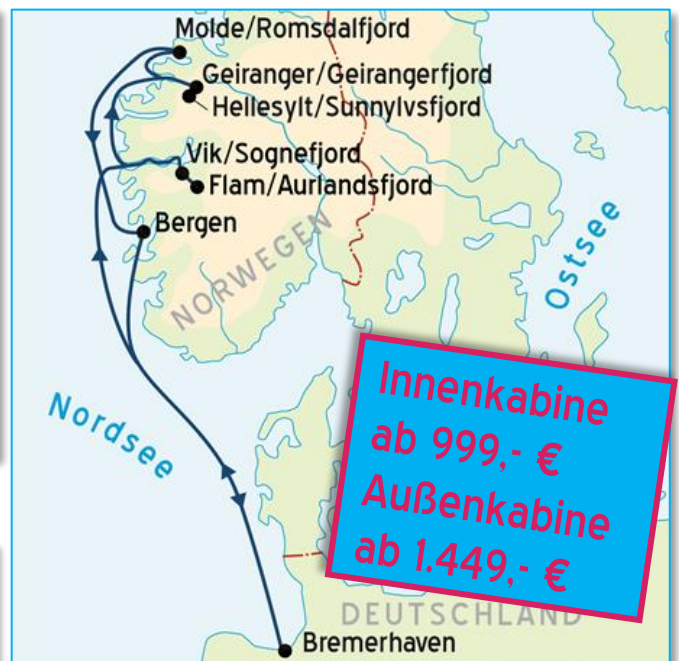 Molde/Romsdalfjord
Geiranger/Geirangerfjord
Hellesylt/Sunnylvsfjord
Vik/Sognefjord
Flam/Aurlandsfjord
Bergen
NORWEGEN
Ostsee
Nordsee
Innenkabine
ab 999,- €
Außenkabine
ab 1.449,- €
DEUTSCHLAND
Bremerhaven